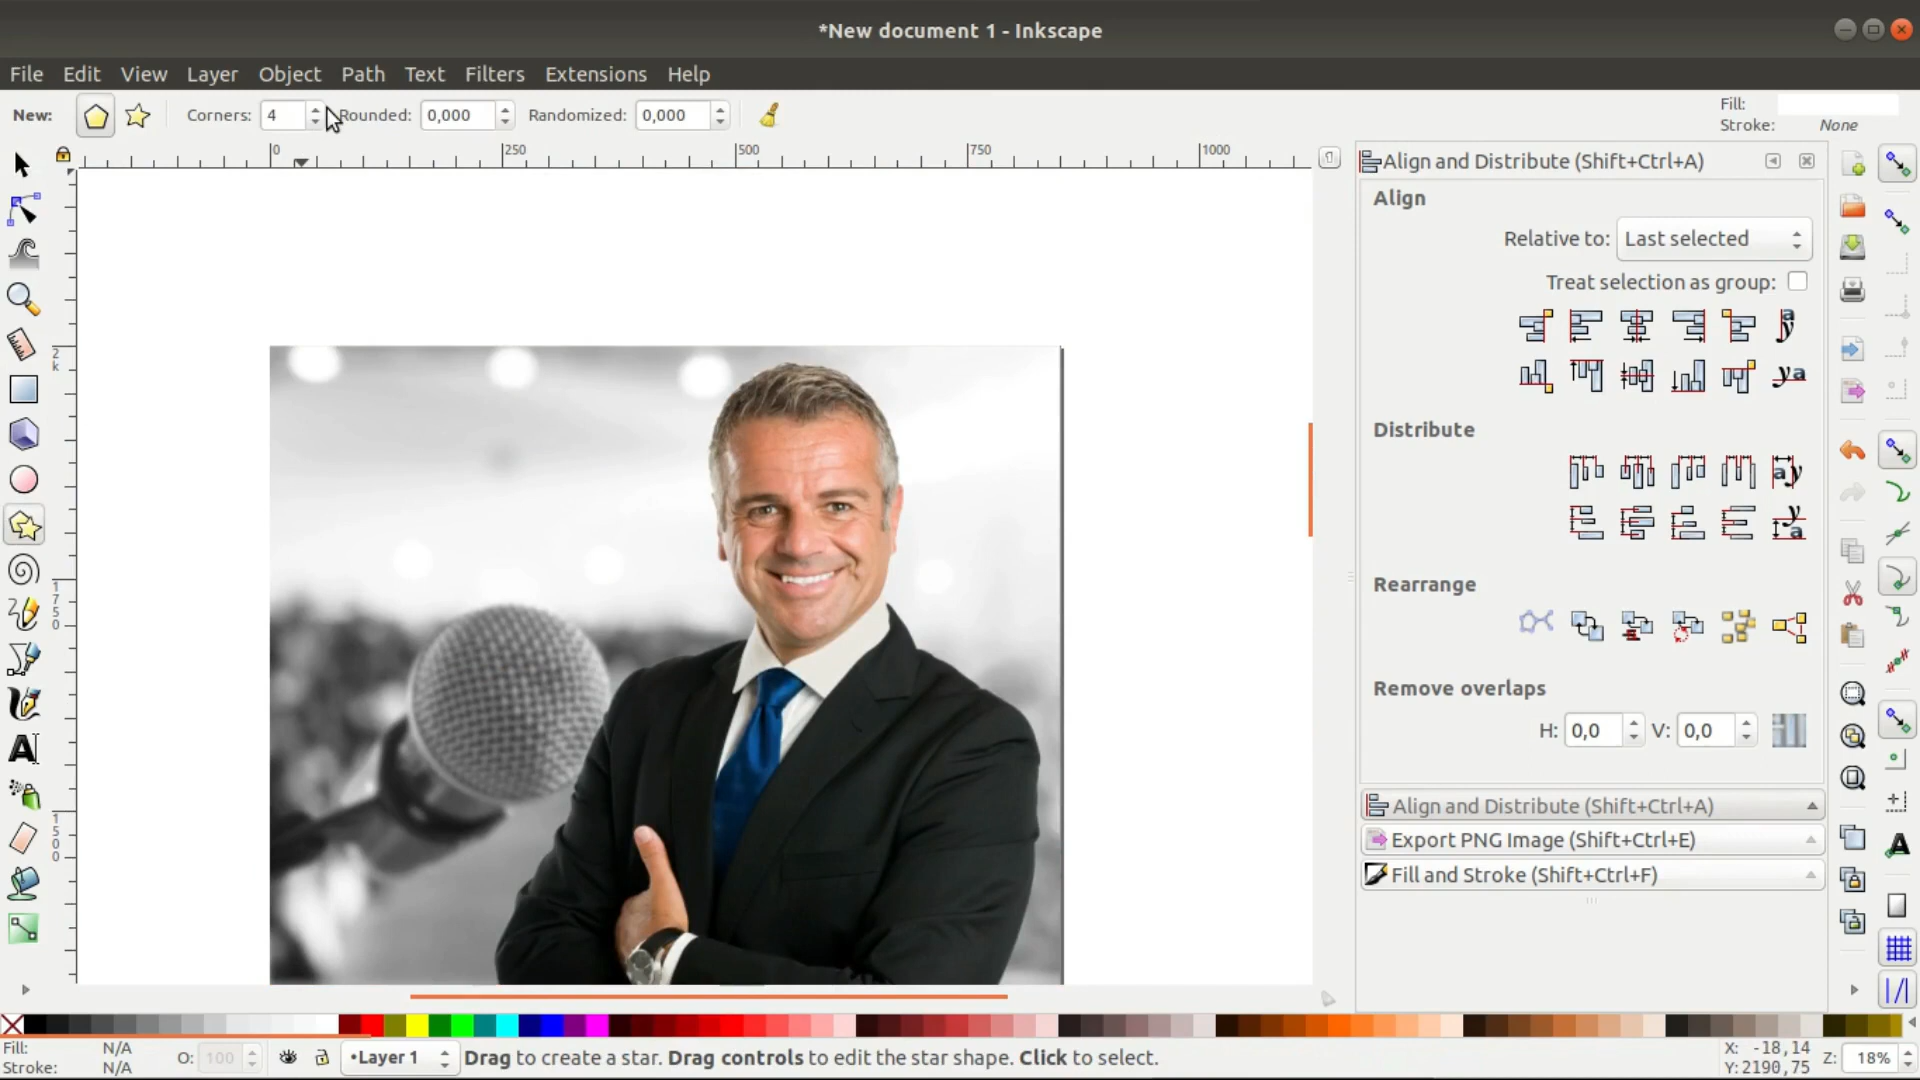 *New document 1 - Inkscape
File Edit View Layer Object Path Text Filters Extensions Help
New: Corners: 4 Rounded: 0,000 Randomized: 0,000
Fill:
Stroke: None
0 250 500 750 1000
Align and Distribute (Shift+Ctrl+A)
Align
Relative to: Last selected
Treat selection as group:
Distribute
Rearrange
Remove overlaps
H: 0,0 V: 0,0
Align and Distribute (Shift+Ctrl+A)
Export PNG Image (Shift+Ctrl+E)
Fill and Stroke (Shift+Ctrl+F)
2k
1750
1500
Fill: N/A
Stroke: N/A
O: 100
•Layer 1
Drag to create a star. Drag controls to edit the star shape. Click to select.
X: -18,14
Y: 2190,75
Z: 18%